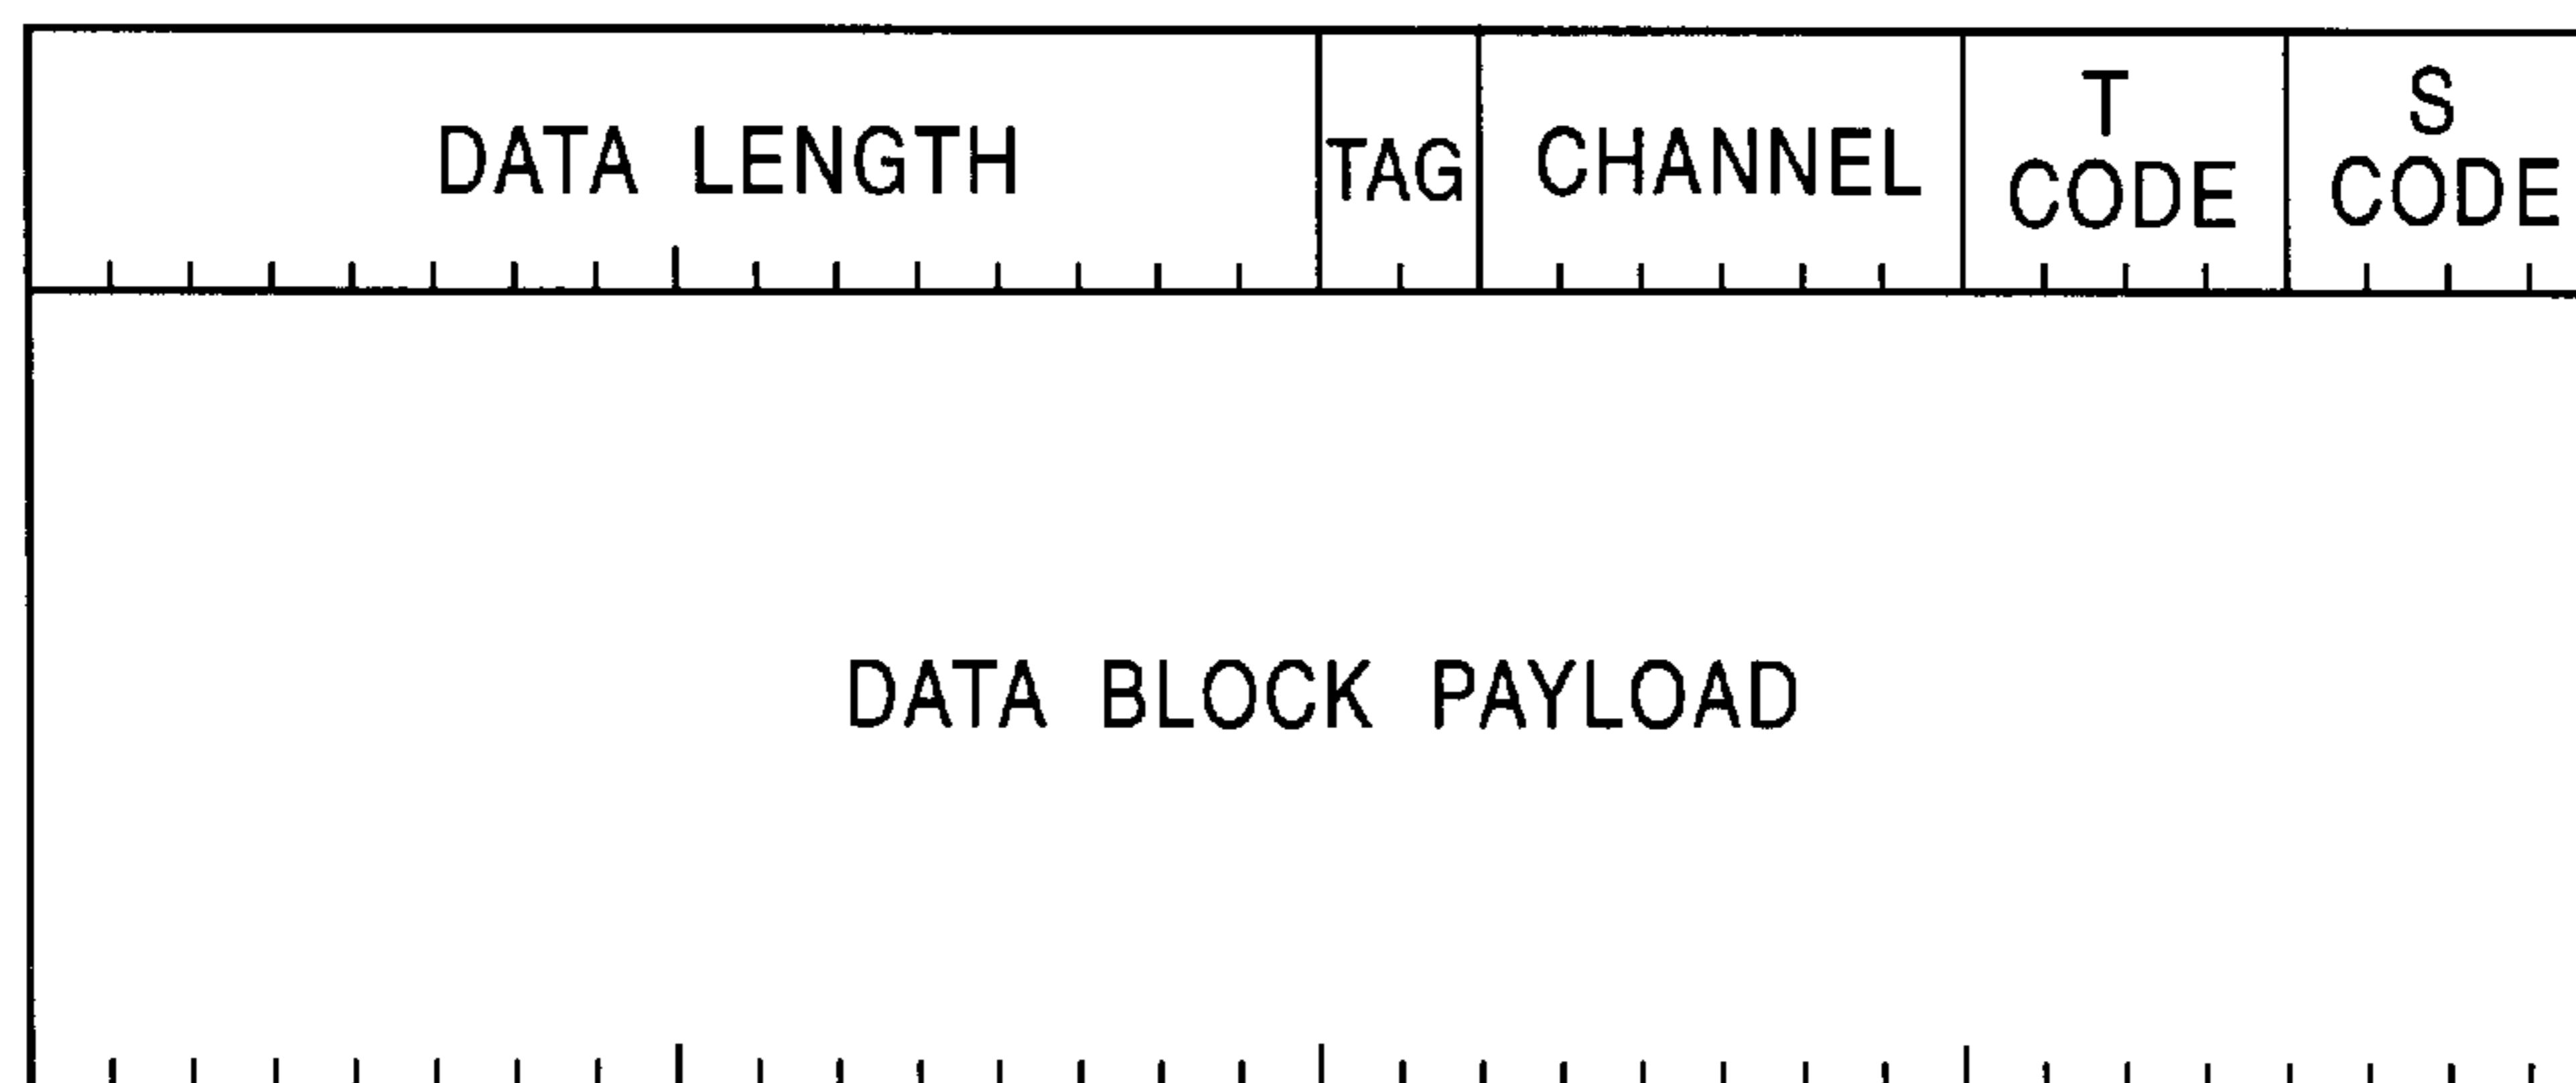 DATA LENGTH
TAG
CHANNEL
T
CODE
S
CODE
DATA BLOCK PAYLOAD